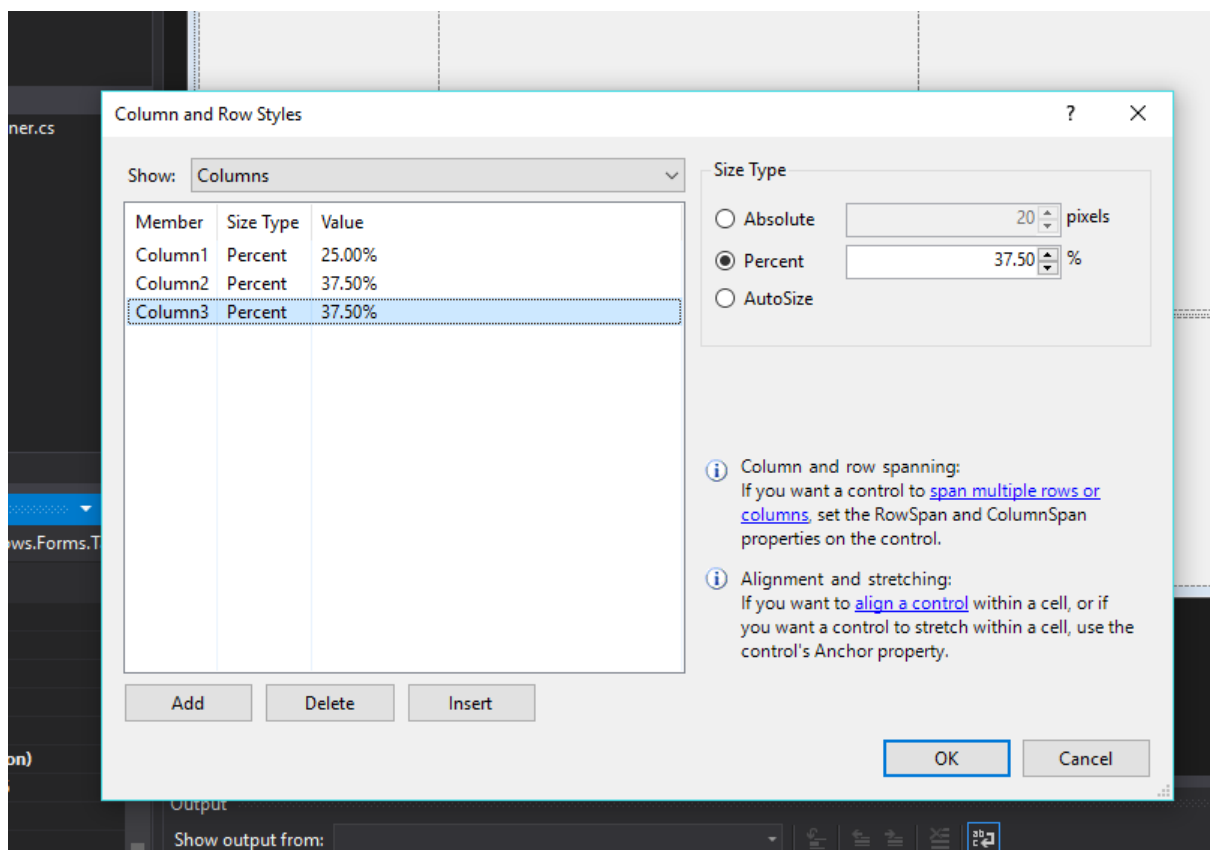 ner.cs
Column and Row Styles
?
Show: Columns
Member Size Type Value
Column1 Percent 25.00%
Column2 Percent 37.50%
Column3 Percent 37.50%
Size Type
Absolute 20 pixels
Percent 37.50 %
AutoSize
Column and row spanning:
If you want a control to span multiple rows or
columns, set the RowSpan and ColumnSpan
properties on the control.
Alignment and stretching:
If you want to align a control within a cell, or if
you want a control to stretch within a cell, use the
control's Anchor property.
Add Delete Insert
OK Cancel
ows.Forms.T
on)
Output
Show output from: